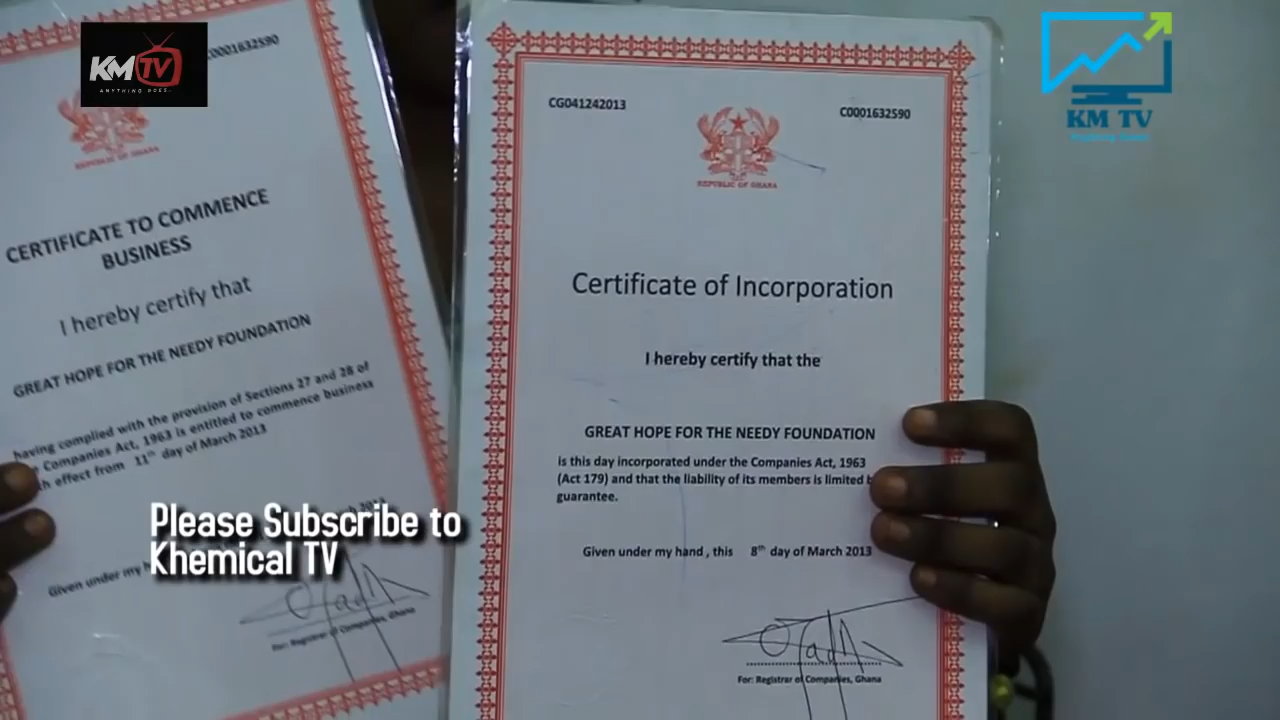 KMTV
ANYTHING GOES.
C0001632590
REPUBLIC OF GHANA
CERTIFICATE TO COMMENCE
BUSINESS
I hereby certify that
GREAT HOPE FOR THE NEEDY FOUNDATION
having complied with the provision of Sections 27 and 28 of
Companies Act, 1963 is entitled to commence business
effect from 11th day of March 2013
Given under my
For: Registrar of Companies, Ghana
Please Subscribe to
Khemical TV
CG041242013
C0001632590
REPUBLIC OF GHANA
Certificate of Incorporation
I hereby certify that the
GREAT HOPE FOR THE NEEDY FOUNDATION
is this day incorporated under the Companies Act, 1963
(Act 179) and that the liability of its members is limited
guarantee.
Given under my hand , this 8th day of March 2013
For: Registrar of Companies, Ghana
KM TV